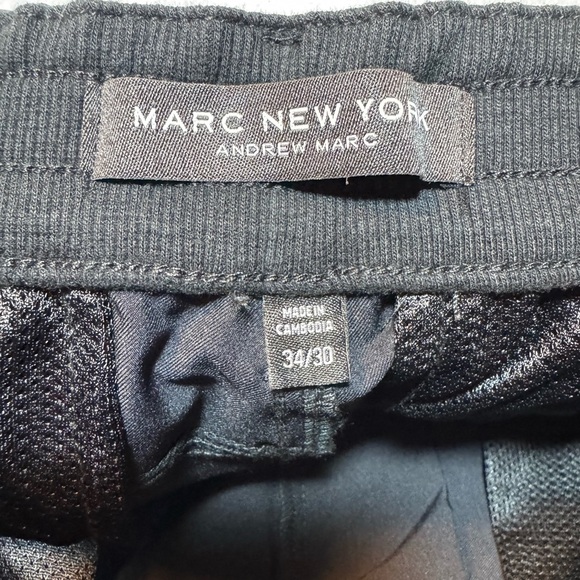 MARC NEW YORK
ANDREW MARC
MADE IN
CAMBODIA
34/30